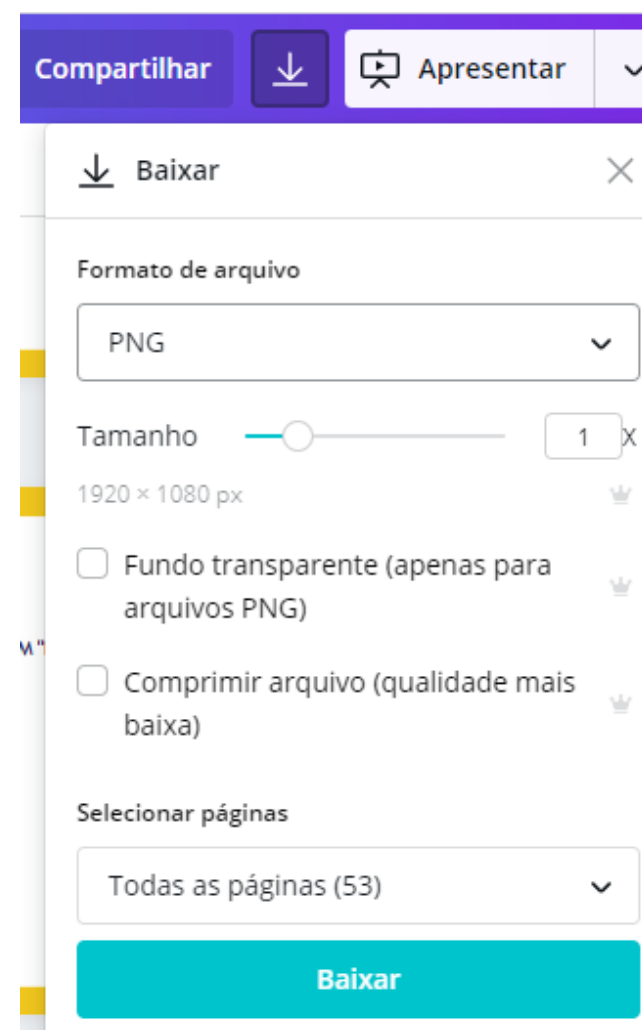 Compartilhar
Apresentar
Baixar
Formato de arquivo
PNG
Tamanho
1 X
1920 × 1080 px
Fundo transparente (apenas para
arquivos PNG)
M "
Comprimir arquivo (qualidade mais
baixa)
Selecionar páginas
Todas as páginas (53)
Baixar